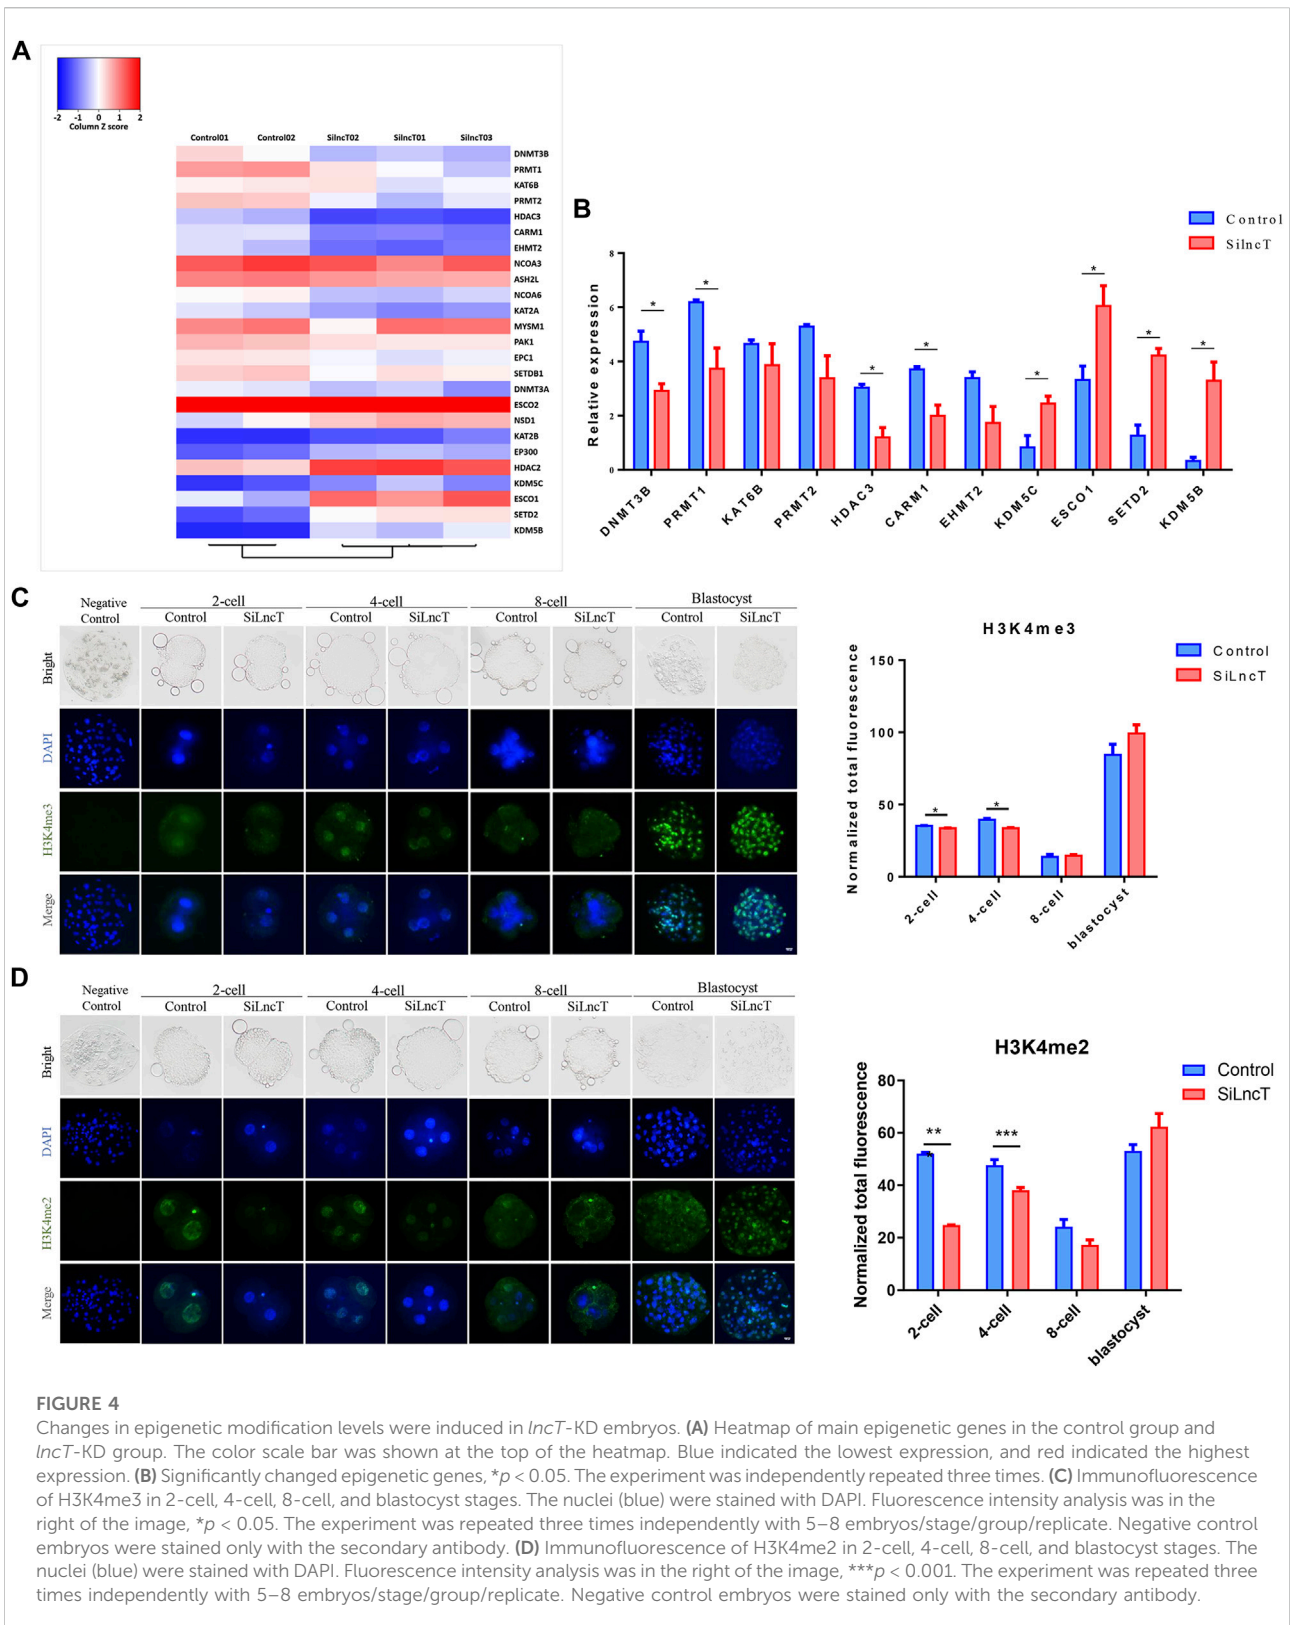 A
-2 -1 0 1 2
Column Z score
Control01 Control02 SilncT02 SilncT01 SilncT03
DNMT3B
PRMT1
KAT6B
PRMT2
HDAC3
CARM1
EHMT2
NCOA3
ASH2L
NCOA6
KAT2A
MYSM1
PAK1
EPC1
SETDB1
DNMT3A
ESCO2
NSD1
KAT2B
EP300
HDAC2
KDM5C
ESCO1
SETD2
KDM5B
B
Control
SilncT
Relative expression
8
6
4
2
0
* * * * * * * *
DNMT3B PRMT1 KAT6B PRMT2 HDAC3 CARM1 EHMT2 KDM5C ESCO1 SETD2 KDM5B
C
Negative Control 2-cell 4-cell 8-cell Blastocyst
Control SiLncT Control SiLncT Control SiLncT Control SiLncT
Bright
DAPI
H3K4me3
Merge
H3K4me3
Control
SiLncT
Normalized total fluorescence
150
100
50
0
* *
2-cell 4-cell 8-cell blastocyst
D
Negative Control 2-cell 4-cell 8-cell Blastocyst
Control SiLncT Control SiLncT Control SiLncT Control SiLncT
Bright
DAPI
H3K4me2
Merge
H3K4me2
Control
SiLncT
Normalized total fluorescence
80
60
40
20
0
** ***
2-cell 4-cell 8-cell blastocyst
FIGURE 4
Changes in epigenetic modification levels were induced in lncT-KD embryos. (A) Heatmap of main epigenetic genes in the control group and
lncT-KD group. The color scale bar was shown at the top of the heatmap. Blue indicated the lowest expression, and red indicated the highest
expression. (B) Significantly changed epigenetic genes, *p < 0.05. The experiment was independently repeated three times. (C) Immunofluorescence
of H3K4me3 in 2-cell, 4-cell, 8-cell, and blastocyst stages. The nuclei (blue) were stained with DAPI. Fluorescence intensity analysis was in the
right of the image, *p < 0.05. The experiment was repeated three times independently with 5–8 embryos/stage/group/replicate. Negative control
embryos were stained only with the secondary antibody. (D) Immunofluorescence of H3K4me2 in 2-cell, 4-cell, 8-cell, and blastocyst stages. The
nuclei (blue) were stained with DAPI. Fluorescence intensity analysis was in the right of the image, ***p < 0.001. The experiment was repeated three
times independently with 5–8 embryos/stage/group/replicate. Negative control embryos were stained only with the secondary antibody.